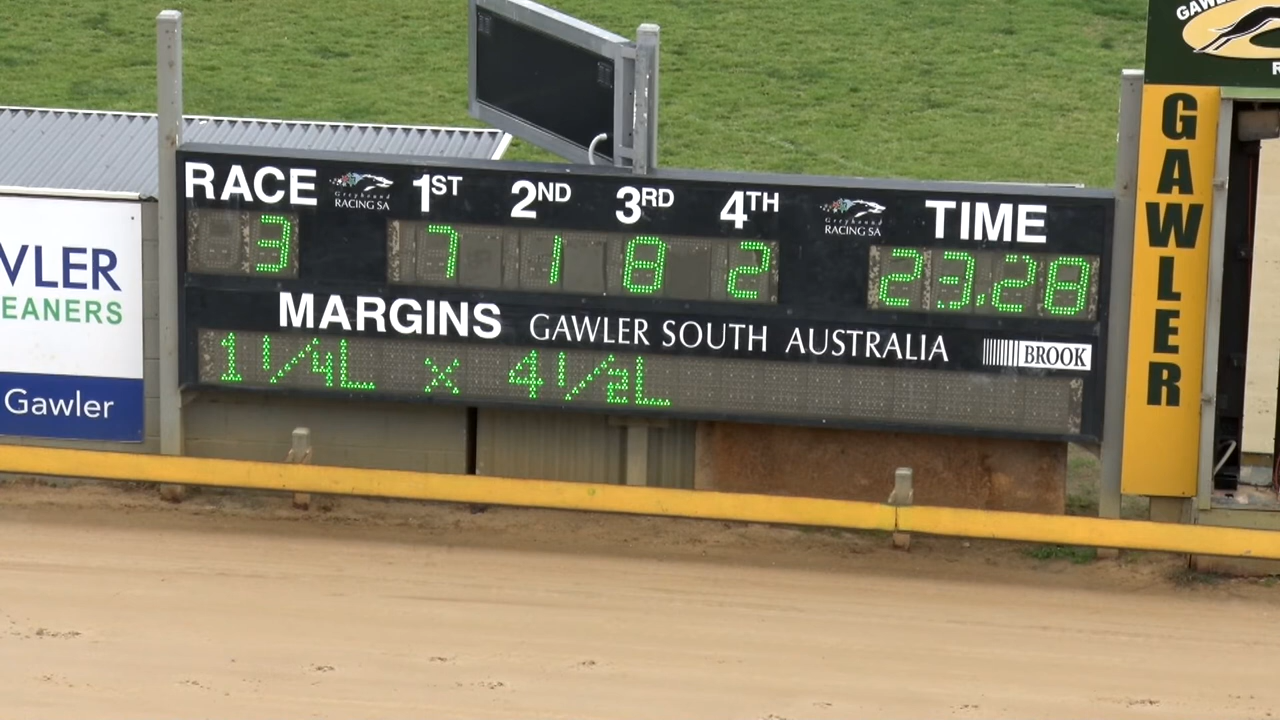 GAWLER
R
RACE Greyhound RACING SA 1ST 2ND 3RD 4TH Greyhound RACING SA TIME
3 7 1 8 2 23.28
MARGINS GAWLER SOUTH AUSTRALIA BROOK
1 1/4L x 4 1/2L
VLER
EANERS
Gawler
GAWLER